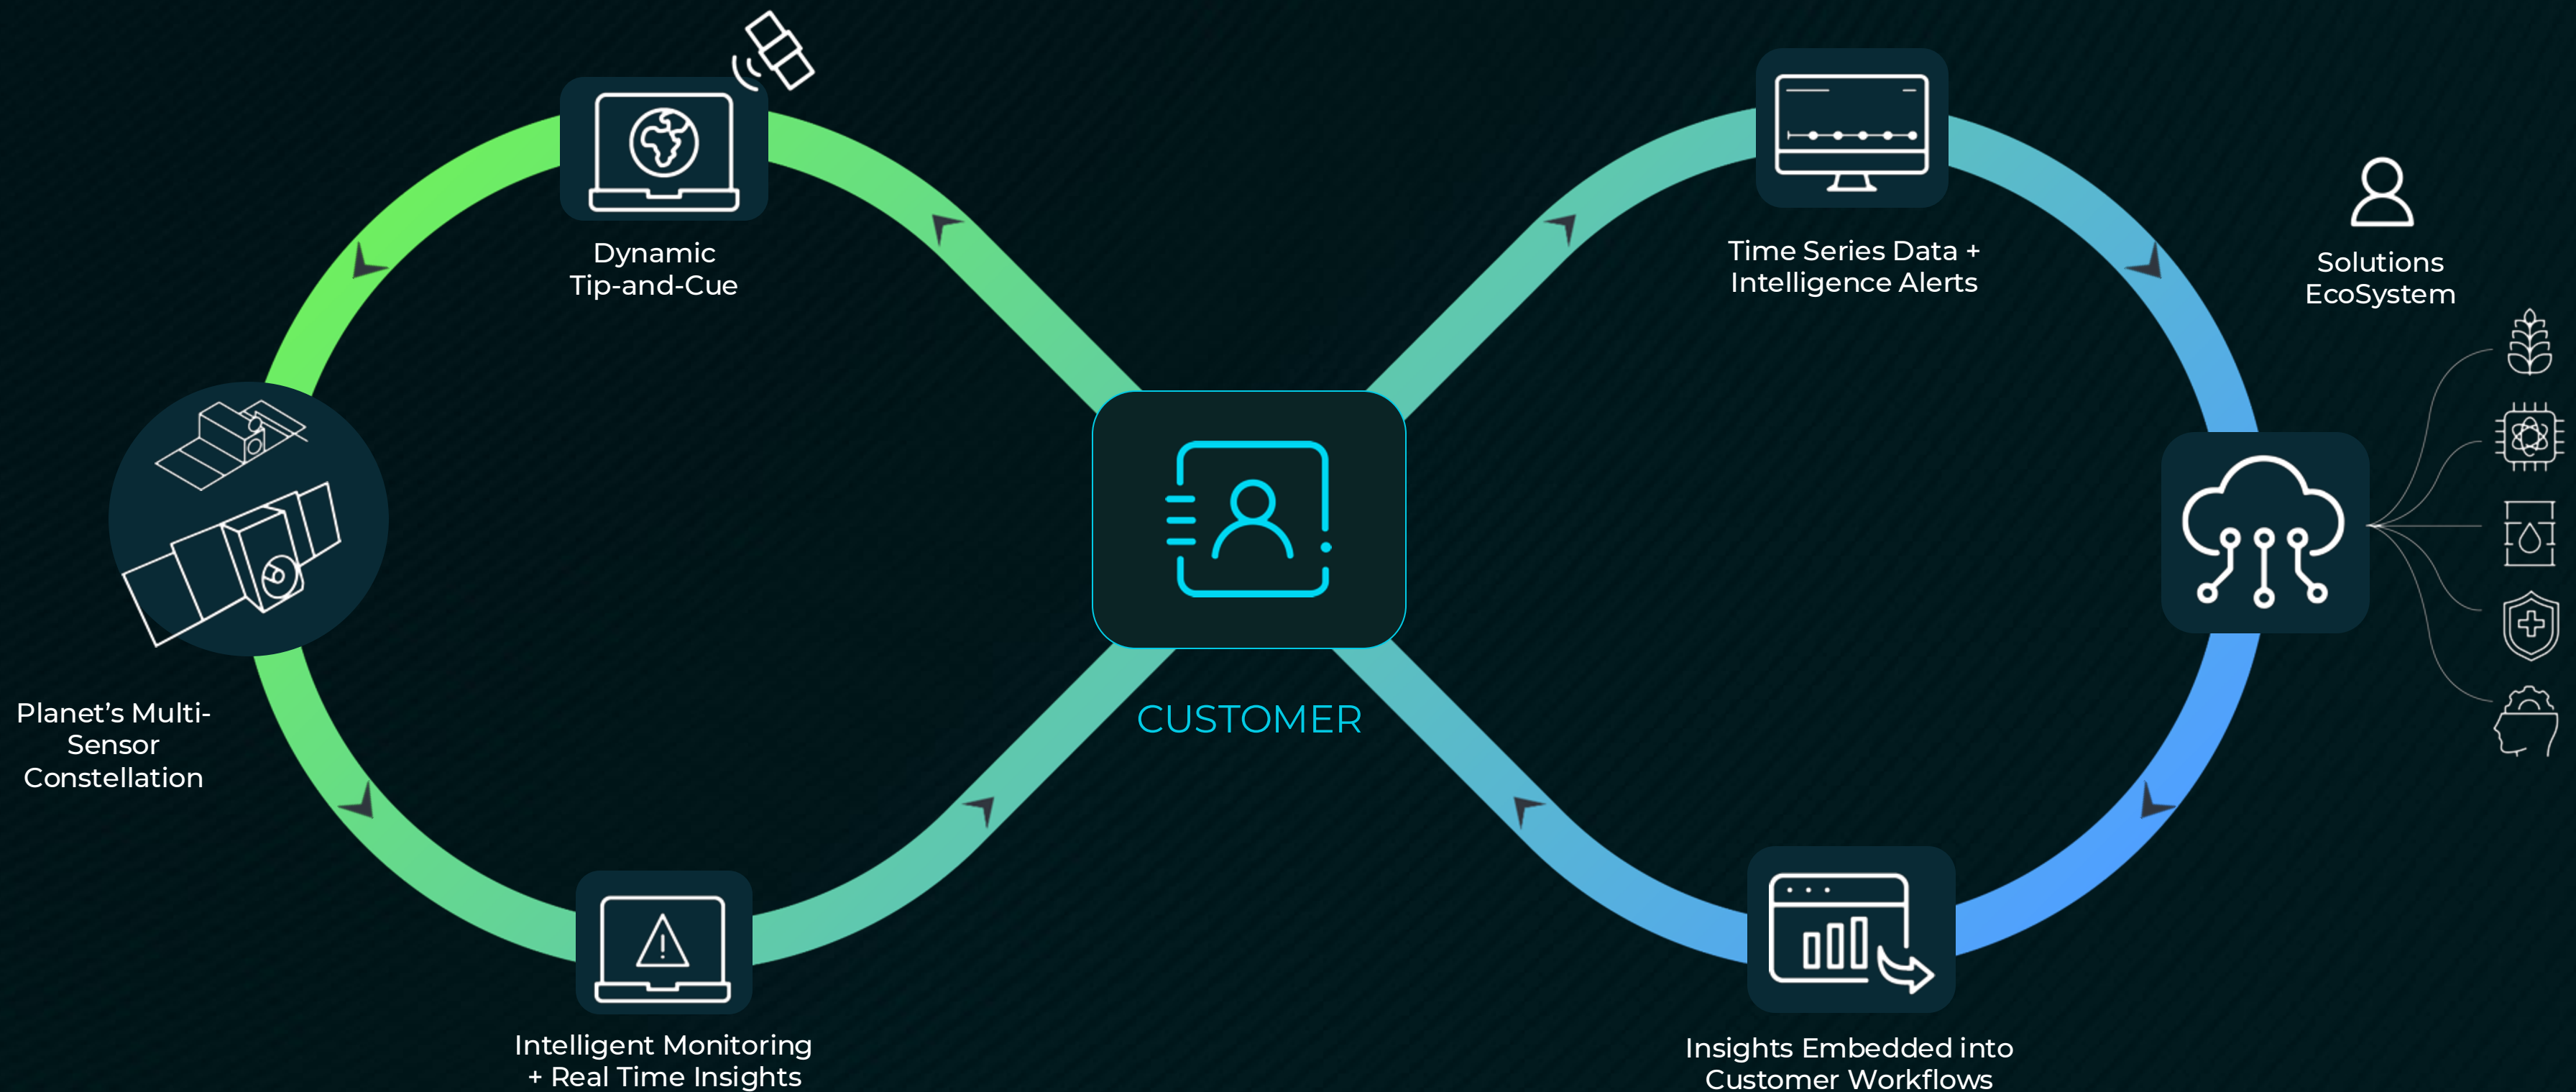 Dynamic
Tip-and-Cue
Time Series Data +
Intelligence Alerts
Solutions
EcoSystem
Planet’s Multi-
Sensor
Constellation
CUSTOMER
Intelligent Monitoring
+ Real Time Insights
Insights Embedded into
Customer Workflows